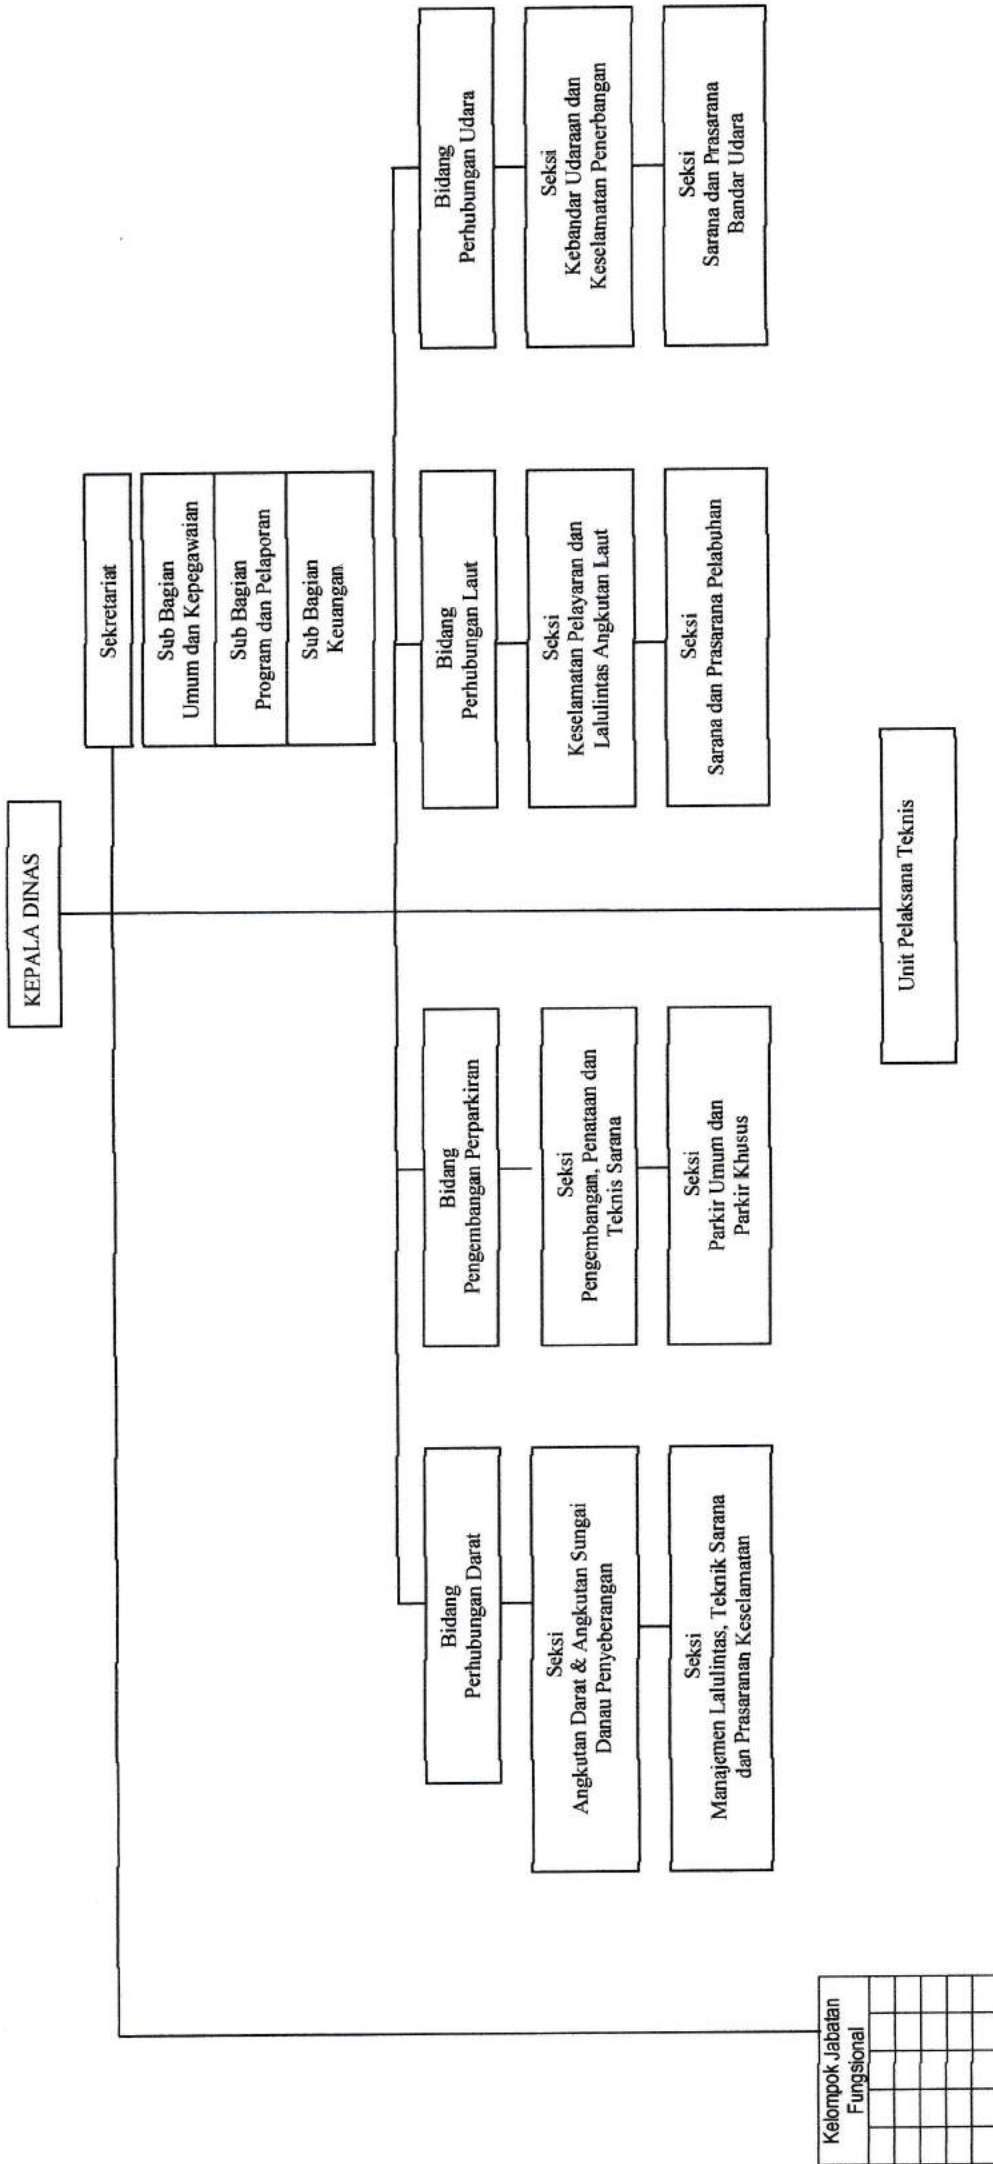 KEPALA DINAS
Sekretariat
Sub Bagian
Umum dan Kepegawaian
Sub Bagian
Program dan Pelaporan
Sub Bagian
Keuangan
Bidang
Perhubungan Darat
Seksi
Angkutan Darat & Angkutan Sungai
Danau Penyeberangan
Seksi
Manajemen Lalulintas, Teknik Sarana
dan Prasaranan Keselamatan
Bidang
Pengembangan Perparkiran
Seksi
Pengembangan, Penataan dan
Teknis Sarana
Seksi
Parkir Umum dan
Parkir Khusus
Bidang
Perhubungan Laut
Seksi
Keselamatan Pelayaran dan
Lalulintas Angkutan Laut
Seksi
Sarana dan Prasarana Pelabuhan
Bidang
Perhubungan Udara
Seksi
Kebandar Udaraan dan
Keselamatan Penerbangan
Seksi
Sarana dan Prasarana
Bandar Udara
Kelompok Jabatan
Fungsional
Unit Pelaksana Teknis